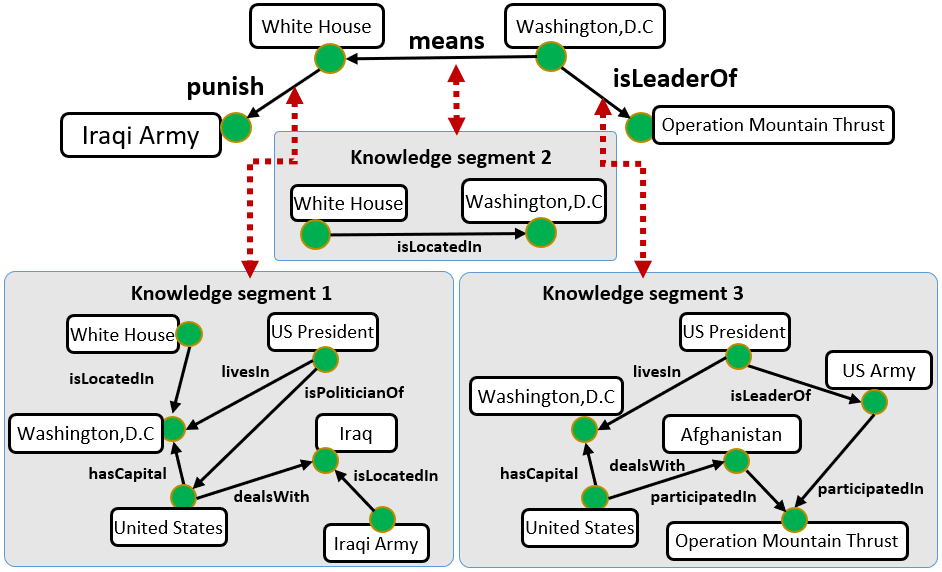 White House
Washington,D.C
means
punish
isLeaderOf
Iraqi Army
Operation Mountain Thrust
Knowledge segment 2
White House
Washington,D.C
isLocatedIn
Knowledge segment 1
White House
US President
isLocatedIn
livesIn
isPoliticianOf
Washington,D.C
Iraq
hasCapital
isLocatedIn
dealsWith
United States
Iraqi Army
Knowledge segment 3
US President
livesIn
US Army
isLeaderOf
Washington,D.C
Afghanistan
hasCapital
dealsWith
participatedIn
participatedIn
United States
Operation Mountain Thrust